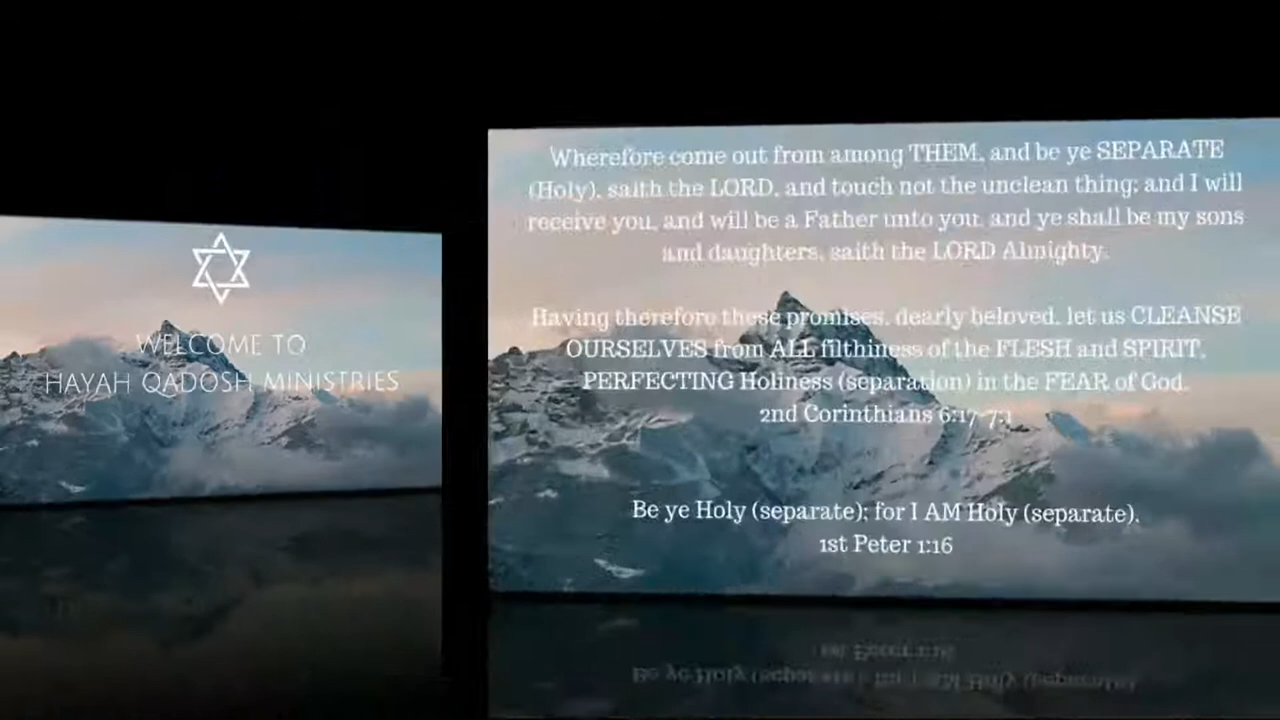 WELCOME TO
HAYAH QADOSH MINISTRIES
Wherefore come out from among THEM, and be ye SEPARATE
(Holy), saith the LORD, and touch not the unclean thing; and I will
receive you, and will be a Father unto you, and ye shall be my sons
and daughters, saith the LORD Almighty.
Having therefore these promises, dearly beloved, let us CLEANSE
OURSELVES from ALL filthiness of the FLESH and SPIRIT,
PERFECTING Holiness (separation) in the FEAR of God.
2nd Corinthians 6:17-7:1
Be ye Holy (separate); for I AM Holy (separate).
1st Peter 1:16